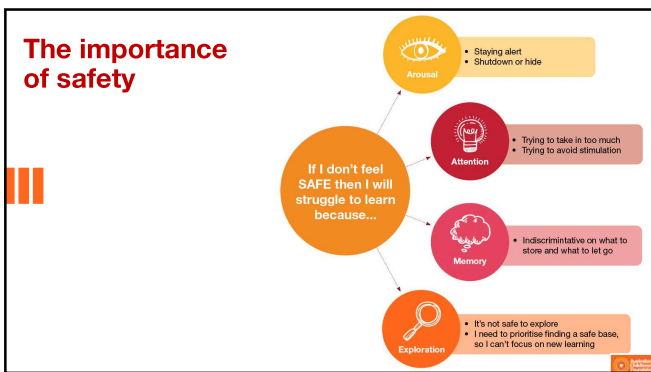 The importance
of safety
If I don't feel
SAFE then I will
struggle to learn
because...
Arousal
• Staying alert
• Shutdown or hide
Attention
• Trying to take in too much
• Trying to avoid stimulation
Memory
• Indiscrimintative on what to
store and what to let go
Exploration
• It's not safe to explore
• I need to prioritise finding a safe base,
so I can't focus on new learning